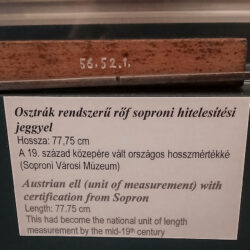 56.52.1.
Osztrák rendszerű rőf soproni hitelesítési
jeggyel
Hossza: 77,75 cm
A 19. század közepére vált országos hosszmértékké
(Soproni Városi Múzeum)
Austrian ell (unit of measurement) with
certification from Sopron
Length: 77.75 cm
This had become the national unit of length
measurement by the mid-19th century